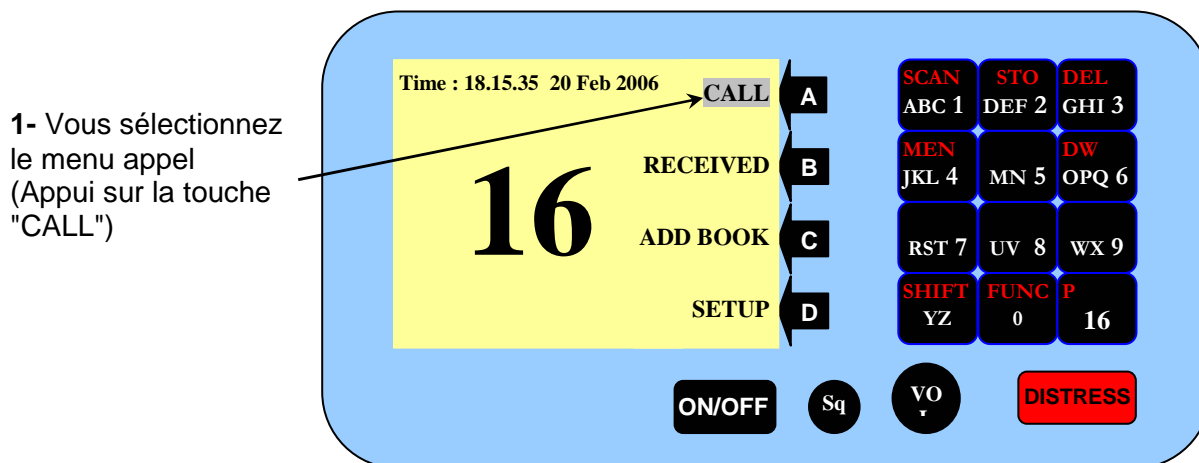 1- Vous sélectionnez
le menu appel
(Appui sur la touche
"CALL")
Time : 18.15.35 20 Feb 2006
16
CALL
RECEIVED
ADD BOOK
SETUP
A
B
C
D
SCAN STO DEL
ABC 1 DEF 2 GHI 3
MEN DW
JKL 4 MN 5 OPQ 6
RST 7 UV 8 WX 9
SHIFT FUNC P
YZ 0 16
ON/OFF Sq VO DISTRESS